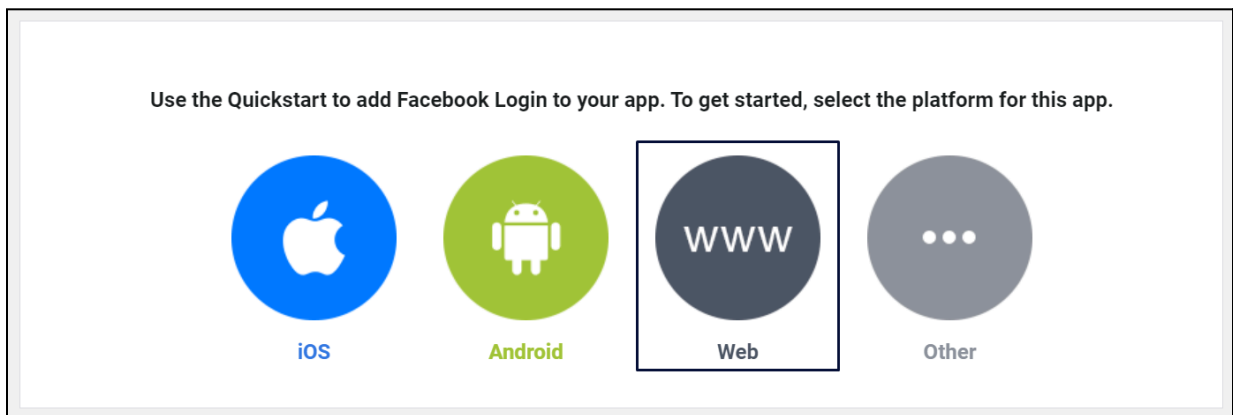 Use the Quickstart to add Facebook Login to your app. To get started, select the platform for this app.
www
iOS
Android
Web
Other